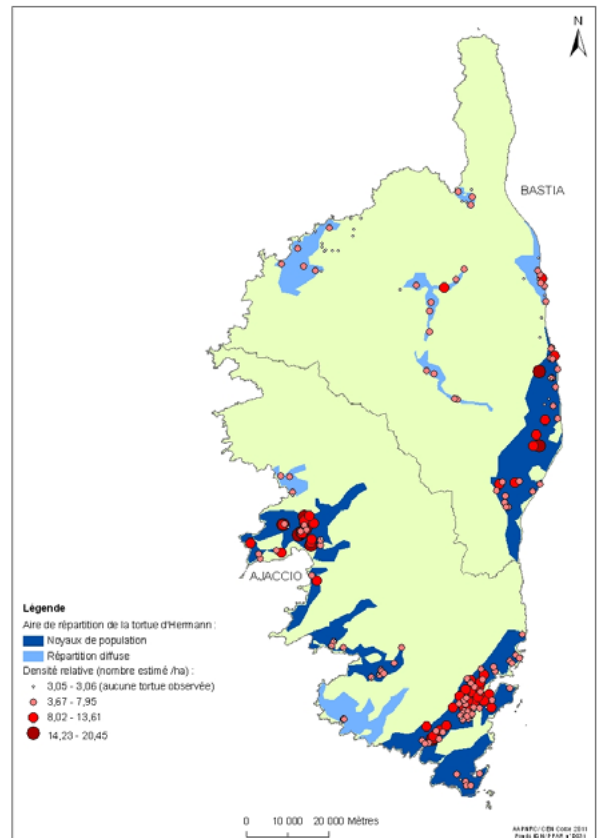 N
BASTIA
AJACCIO
Légende
Aire de répartition de la tortue d'Hermann :
Noyaux de population
Répartition diffuse
Densité relative (nombre estimé /ha) :
3,05 - 3,06 (aucune tortue observée)
3,67 - 7,95
8,02 - 13,61
14,23 - 20,45
0 10 000 20 000 Mètres